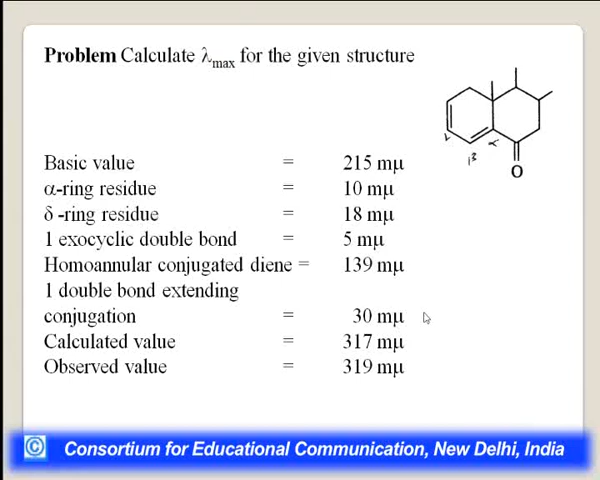 Problem Calculate λmax for the given structure
α
β
γ
O
Basic value = 215 mμ
α-ring residue = 10 mμ
δ -ring residue = 18 mμ
1 exocyclic double bond = 5 mμ
Homoannular conjugated diene = 139 mμ
1 double bond extending
conjugation = 30 mμ
Calculated value = 317 mμ
Observed value = 319 mμ
© Consortium for Educational Communication, New Delhi, India